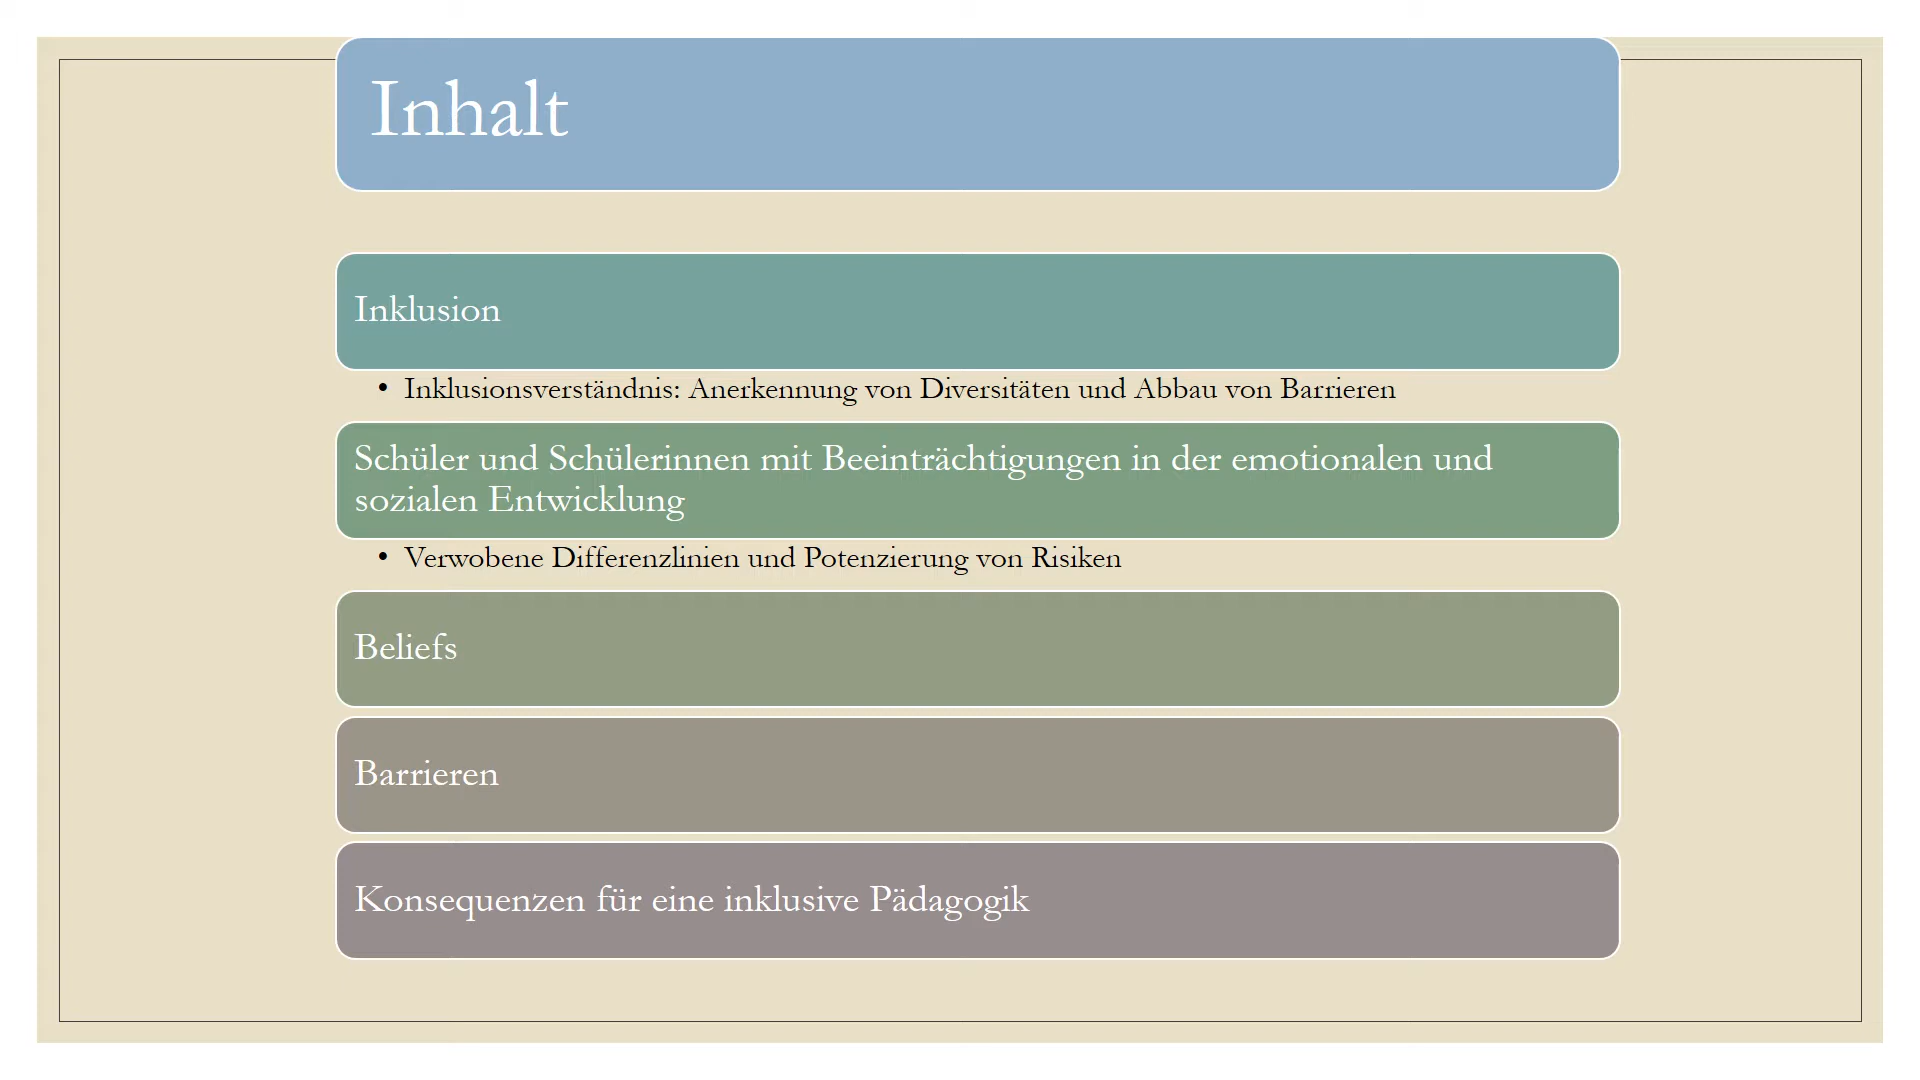 Inhalt
Inklusion
• Inklusionsverständnis: Anerkennung von Diversitäten und Abbau von Barrieren
Schüler und Schülerinnen mit Beeinträchtigungen in der emotionalen und
sozialen Entwicklung
• Verwobene Differenzlinien und Potenzierung von Risiken
Beliefs
Barrieren
Konsequenzen für eine inklusive Pädagogik